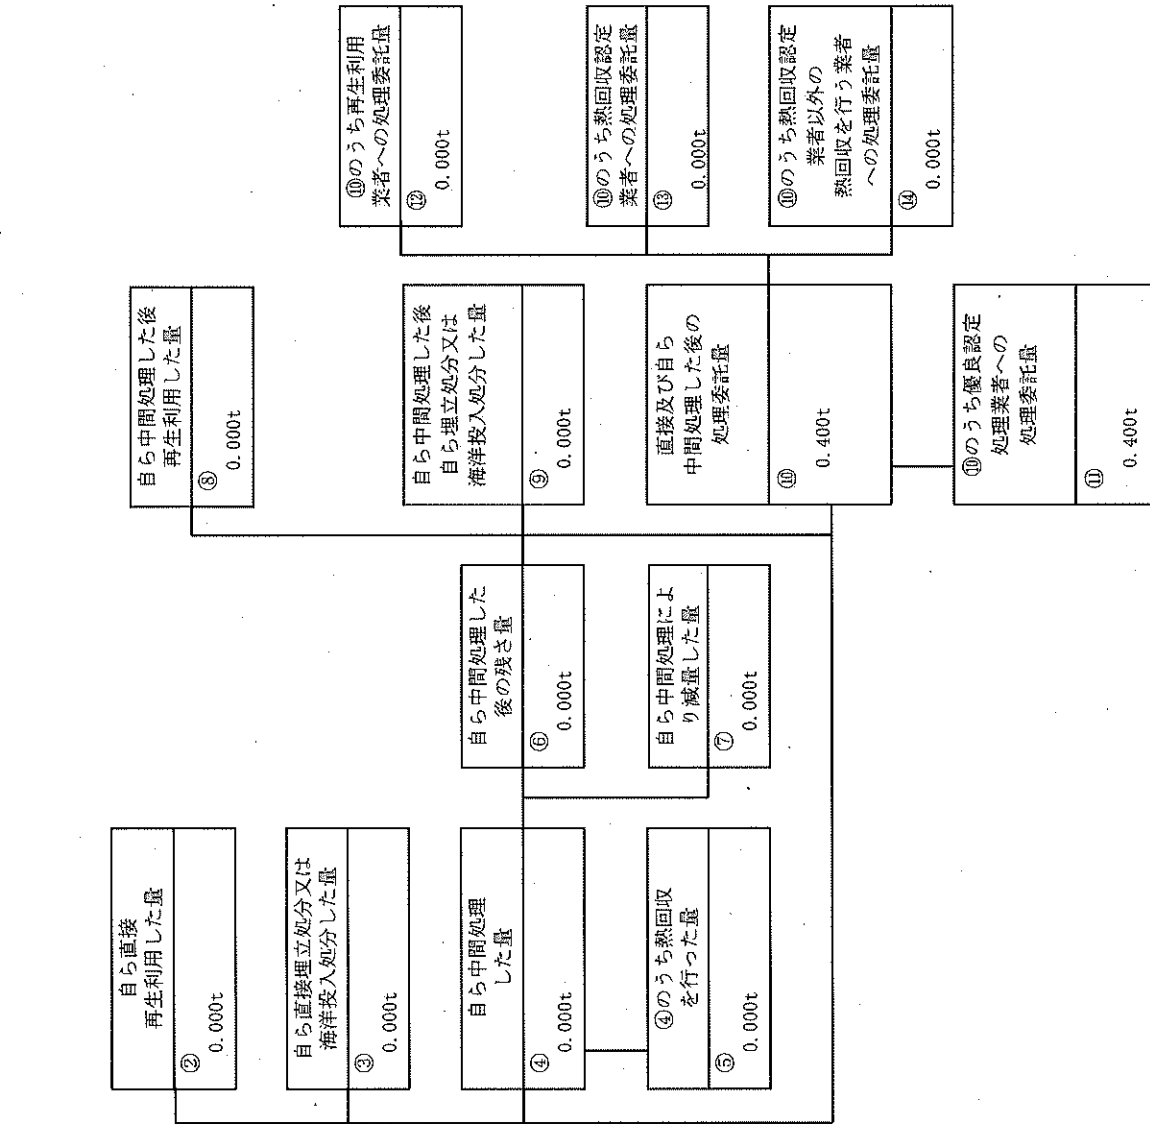 自ら直接
再生利用した量
②
0.000t
自ら直接埋立処分又は
海洋投入処分した量
③
0.000t
自ら中間処理
した量
④
0.000t
④のうち熱回収
を行った量
⑤
0.000t
自ら中間処理した
後の残さ量
⑥
0.000t
自ら中間処理によ
り減量した量
⑦
0.000t
自ら中間処理した後
再生利用した量
⑧
0.000t
自ら中間処理した後
自ら埋立処分又は
海洋投入処分した量
⑨
0.000t
直接及び自ら
中間処理した後の
処理委託量
⑩
0.400t
⑩のうち優良認定
処理業者への
処理委託量
⑪
0.400t
⑩のうち再生利用
業者への処理委託量
⑫
0.000t
⑩のうち熱回収認定
業者への処理委託量
⑬
0.000t
⑩のうち熱回収認定
業者以外の
熱回収を行う業者
への処理委託量
⑭
0.000t